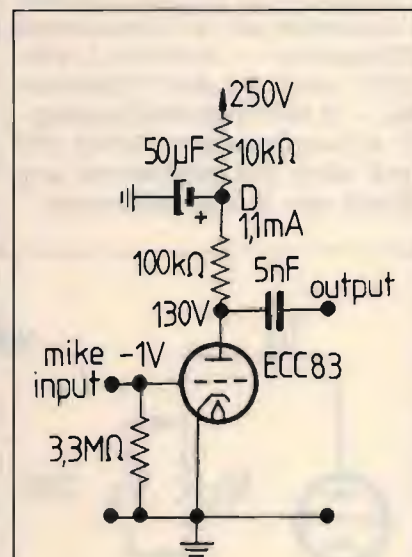 250V
50µF
10kΩ
+
D
1,1mA
100kΩ
5nF
output
130V
mike -1V
input
ECC83
3,3MΩ